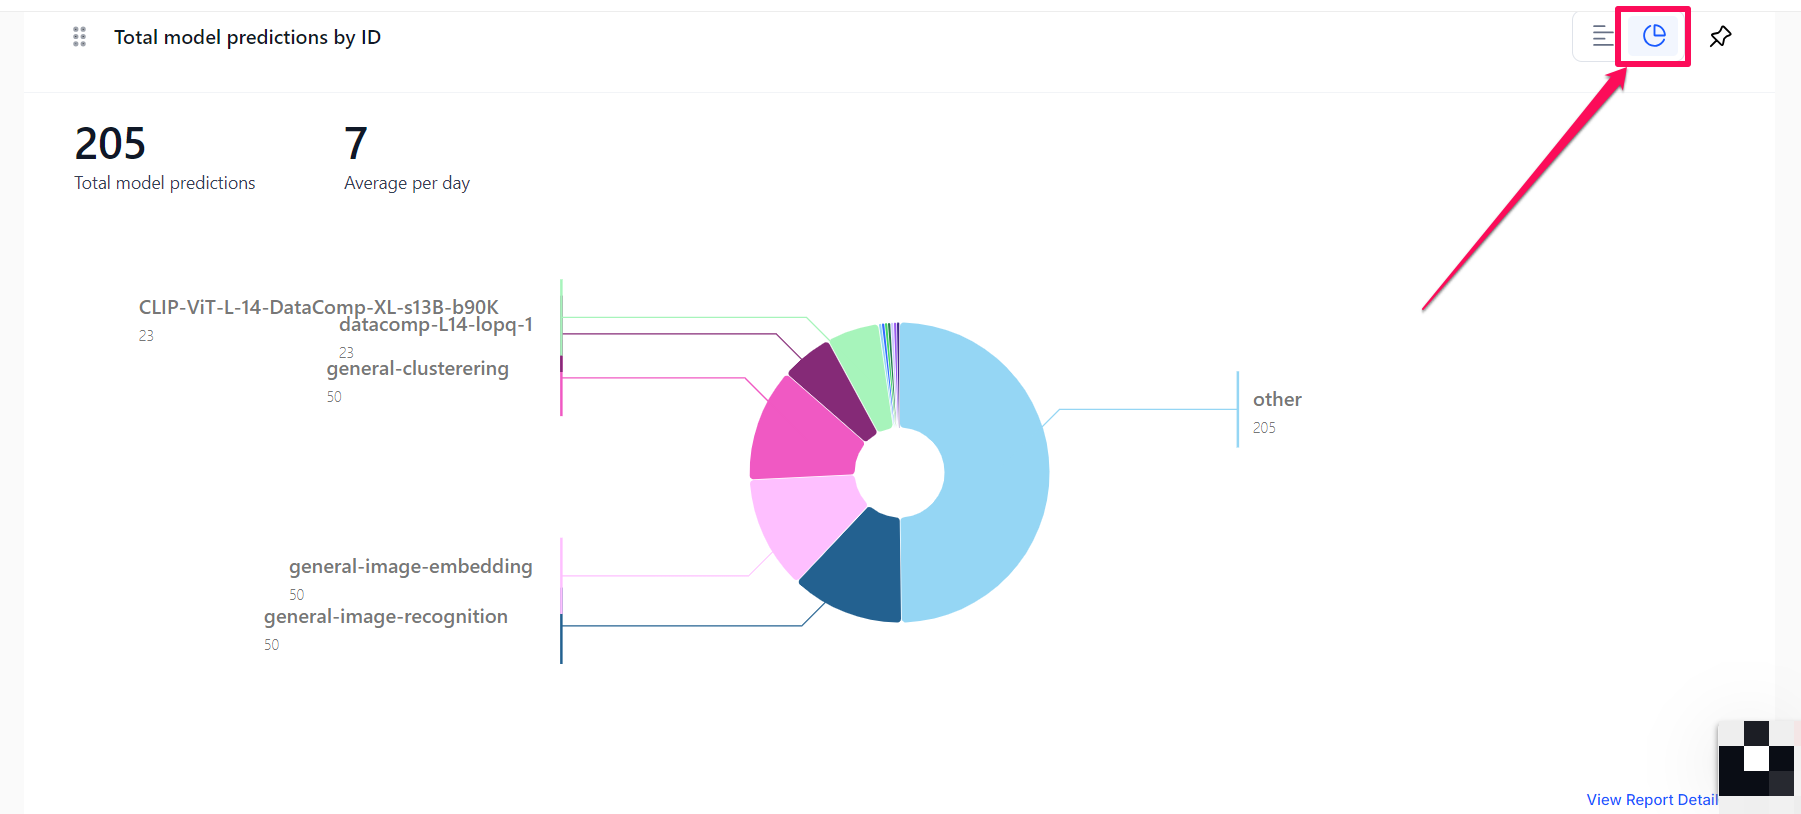 Total model predictions by ID
205
Total model predictions
7
Average per day
CLIP-ViT-L-14-DataComp-XL-s13B-b90K
23
datacomp-L14-lopq-1
23
general-clusterering
50
other
205
general-image-embedding
50
general-image-recognition
50
View Report Detail